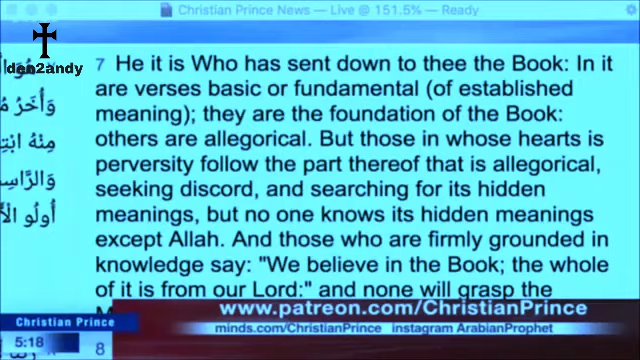 Christian Prince News — Live @ 151.5% — Ready
den2andy
7 He it is Who has sent down to thee the Book: In it
are verses basic or fundamental (of established
meaning); they are the foundation of the Book:
others are allegorical. But those in whose hearts is
perversity follow the part thereof that is allegorical,
seeking discord, and searching for its hidden
meanings, but no one knows its hidden meanings
except Allah. And those who are firmly grounded in
knowledge say: "We believe in the Book; the whole
of it is from our Lord:" and none will grasp the
وَأُخَرُ
مِنْهُ
أُولُو
www.patreon.com/ChristianPrince
minds.com/ChristianPrince instagram ArabianProphet
Christian Prince
5:18
8